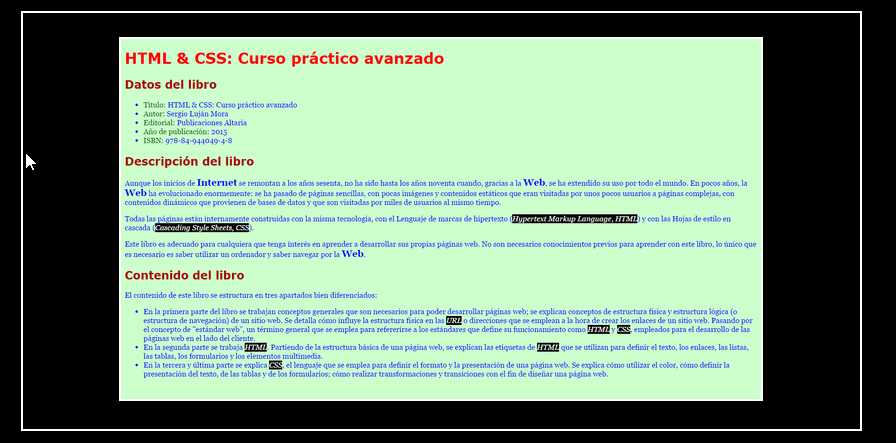 HTML & CSS: Curso práctico avanzado
Datos del libro
• Título: HTML & CSS: Curso práctico avanzado
• Autor: Sergio Luján Mora
• Editorial: Publicaciones Altaria
• Año de publicación: 2015
• ISBN: 978-84-944049-4-8
Descripción del libro
Aunque los inicios de Internet se remontan a los años sesenta, no ha sido hasta los años noventa cuando, gracias a la Web, se ha extendido su uso por todo el mundo. En pocos años, la
Web ha evolucionado enormemente: se ha pasado de páginas sencillas, con pocas imágenes y contenidos estáticos que eran visitadas por unos pocos usuarios a páginas complejas, con
contenidos dinámicos que provienen de bases de datos y que son visitadas por miles de usuarios al mismo tiempo.
Todas las páginas están internamente construidas con la misma tecnología, con el Lenguaje de marcas de hipertexto (Hypertext Markup Language, HTML) y con las Hojas de estilo en
cascada (Cascading Style Sheets, CSS).
Este libro es adecuado para cualquiera que tenga interés en aprender a desarrollar sus propias páginas web. No son necesarios conocimientos previos para aprender con este libro, lo único que
es necesario es saber utilizar un ordenador y saber navegar por la Web.
Contenido del libro
El contenido de este libro se estructura en tres apartados bien diferenciados:
• En la primera parte del libro se trabajan conceptos generales que son necesarios para poder desarrollar páginas web; se explican conceptos de estructura física y estructura lógica (o
estructura de navegación) de un sitio web. Se detalla cómo influye la estructura física en las URL o direcciones que se emplean a la hora de crear los enlaces de un sitio web. Pasando por
el concepto de "estándar web", un término general que se emplea para refererirse a los estándares que define su funcionamiento como HTML y CSS, empleados para el desarrollo de las
páginas web en el lado del cliente.
• En la segunda parte se trabaja HTML. Partiendo de la estructura básica de una página web, se explican las etiquetas de HTML que se utilizan para definir el texto, los enlaces, las listas,
las tablas, los formularios y los elementos multimedia.
• En la tercera y última parte se explica CSS, el lenguaje que se emplea para definir el formato y la presentación de una página web. Se explica cómo utilizar el color, cómo definir la
presentación del texto, de las tablas y de los formularios; cómo realizar transformaciones y transiciones con el fin de diseñar una página web.